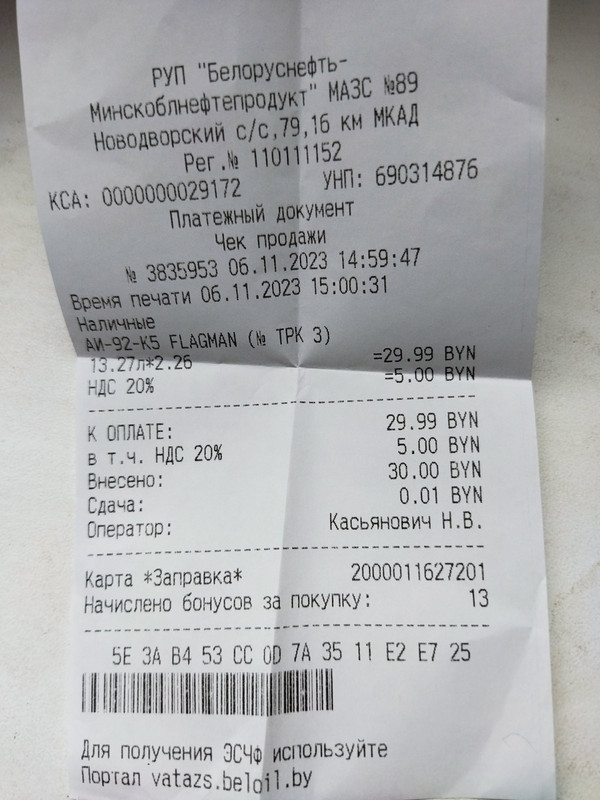 РУП "Белоруснефть-
Минскоблнефтепродукт" МАЗС №89
Новодворский с/с,79,16 км МКАД
Рег.№ 110111152
КСА: 0000000029172 УНП: 690314876
Платежный документ
Чек продажи
№ 3835953 06.11.2023 14:59:47
Время печати 06.11.2023 15:00:31
Наличные
АИ-92-К5 FLAGMAN (№ ТРК 3)
13.27л*2.26 =29.99 BYN
НДС 20% =5.00 BYN
К ОПЛАТЕ: 29.99 BYN
в т.ч. НДС 20% 5.00 BYN
Внесено: 30.00 BYN
Сдача: 0.01 BYN
Оператор: Касьянович Н.В.
Карта *Заправка* 2000011627201
Начислено бонусов за покупку: 13
5E 3A B4 53 CC 0D 7A 35 11 E2 E7 25
Для получения ЭСЧФ используйте
Портал vatazs.beloil.by